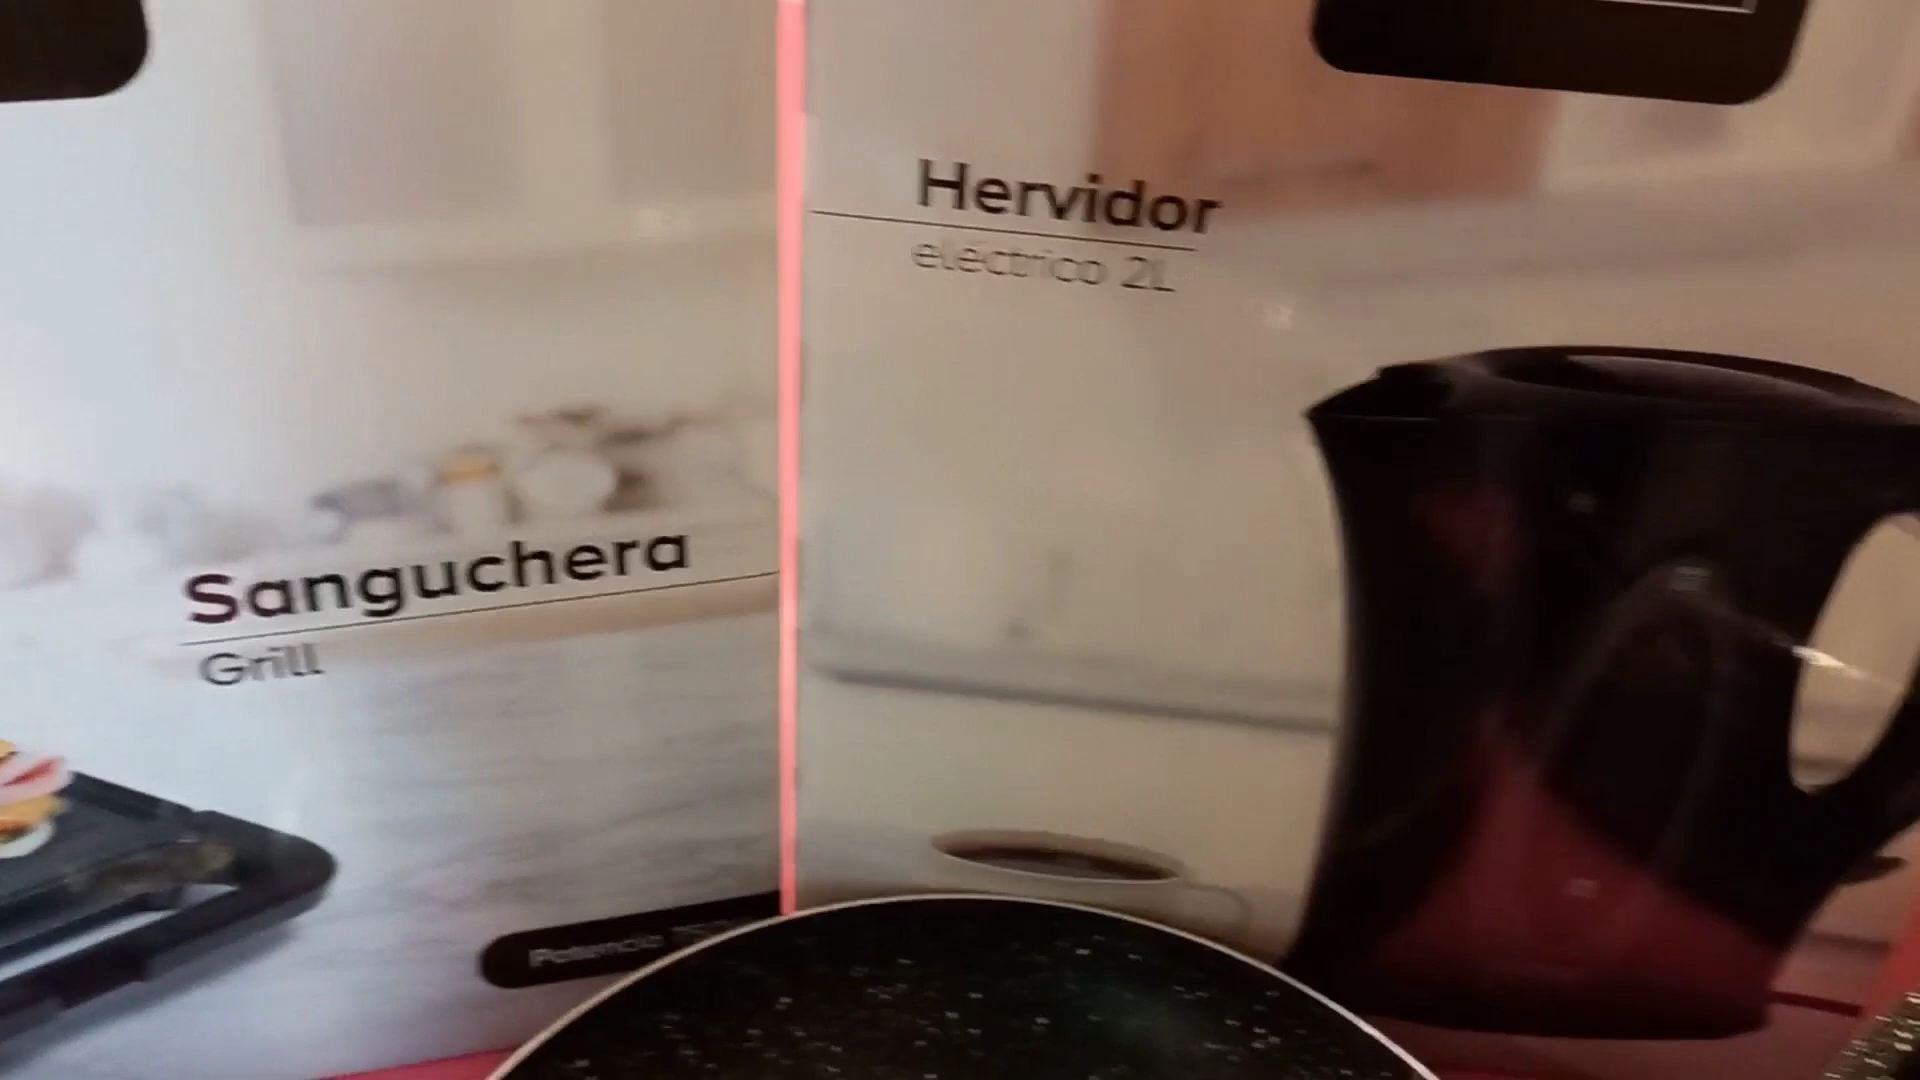 Hervidor
eléctrico 2L
Sanguchera
Grill
Potencia